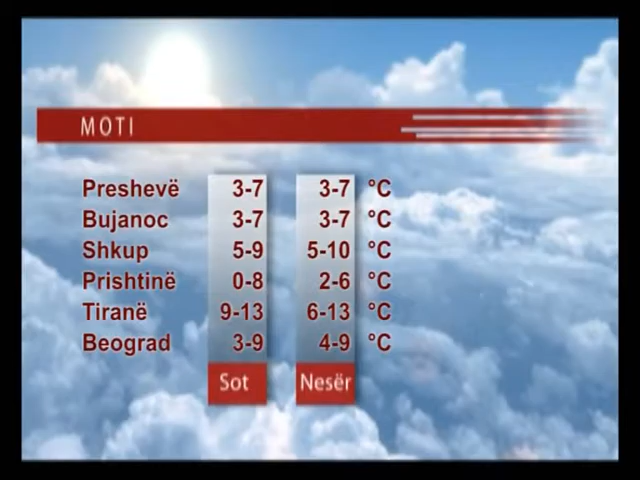 MOTI
Preshevë 3-7 3-7 °C
Bujanoc 3-7 3-7 °C
Shkup 5-9 5-10 °C
Prishtinë 0-8 2-6 °C
Tiranë 9-13 6-13 °C
Beograd 3-9 4-9 °C
Sot Nesër